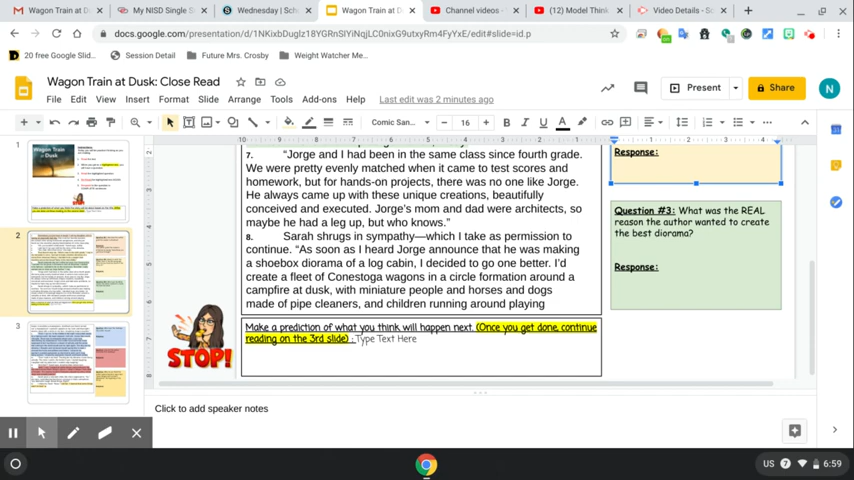 Wagon Train at
My NISD Single S
Wednesday | Sch
Wagon Train at D
Channel videos -
(12) Model Think
Video Details - Sc
docs.google.com/presentation/d/1NKixbDuglz18YGRnSIYiNqjLC0nixG9utxyRm4FyYxE/edit#slide=id.p
20 free Google Slid...
Session Detail
Future Mrs. Crosby
Weight Watcher Me...
Wagon Train at Dusk: Close Read
File Edit View Insert Format Slide Arrange Tools Add-ons Help Last edit was 2 minutes ago
Present
Share
N
Comic San...
16
B I U A
1
2
3
7. “Jorge and I had been in the same class since fourth grade.
We were pretty evenly matched when it came to test scores and
homework, but for hands-on projects, there was no one like Jorge.
He always came up with these unique creations, beautifully
conceived and executed. Jorge’s mom and dad were architects, so
maybe he had a leg up, but who knows.”
8. Sarah shrugs in sympathy—which I take as permission to
continue. “As soon as I heard Jorge announce that he was making
a shoebox diorama of a log cabin, I decided to go one better. I’d
create a fleet of Conestoga wagons in a circle formation around a
campfire at dusk, with miniature people and horses and dogs
made of pipe cleaners, and children running around playing
STOP!
Make a prediction of what you think will happen next. (Once you get done, continue
reading on the 3rd slide) : Type Text Here
Response:
Question #3: What was the REAL
reason the author wanted to create
the best diorama?
Response:
Click to add speaker notes
US 7 6:59